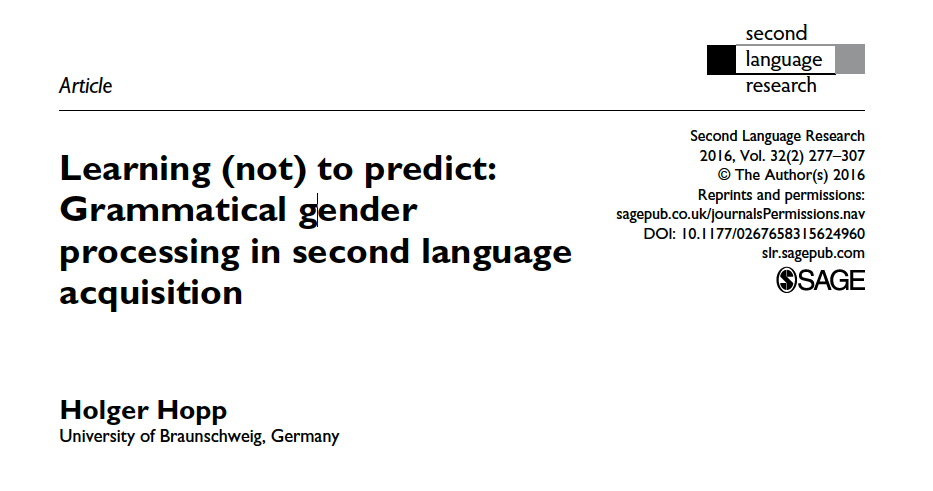 second
language
research
Article
Second Language Research
2016, Vol. 32(2) 277–307
© The Author(s) 2016
Reprints and permissions:
sagepub.co.uk/journalsPermissions.nav
DOI: 10.1177/0267658315624960
slr.sagepub.com
SAGE
Learning (not) to predict:
Grammatical gender
processing in second language
acquisition
Holger Hopp
University of Braunschweig, Germany